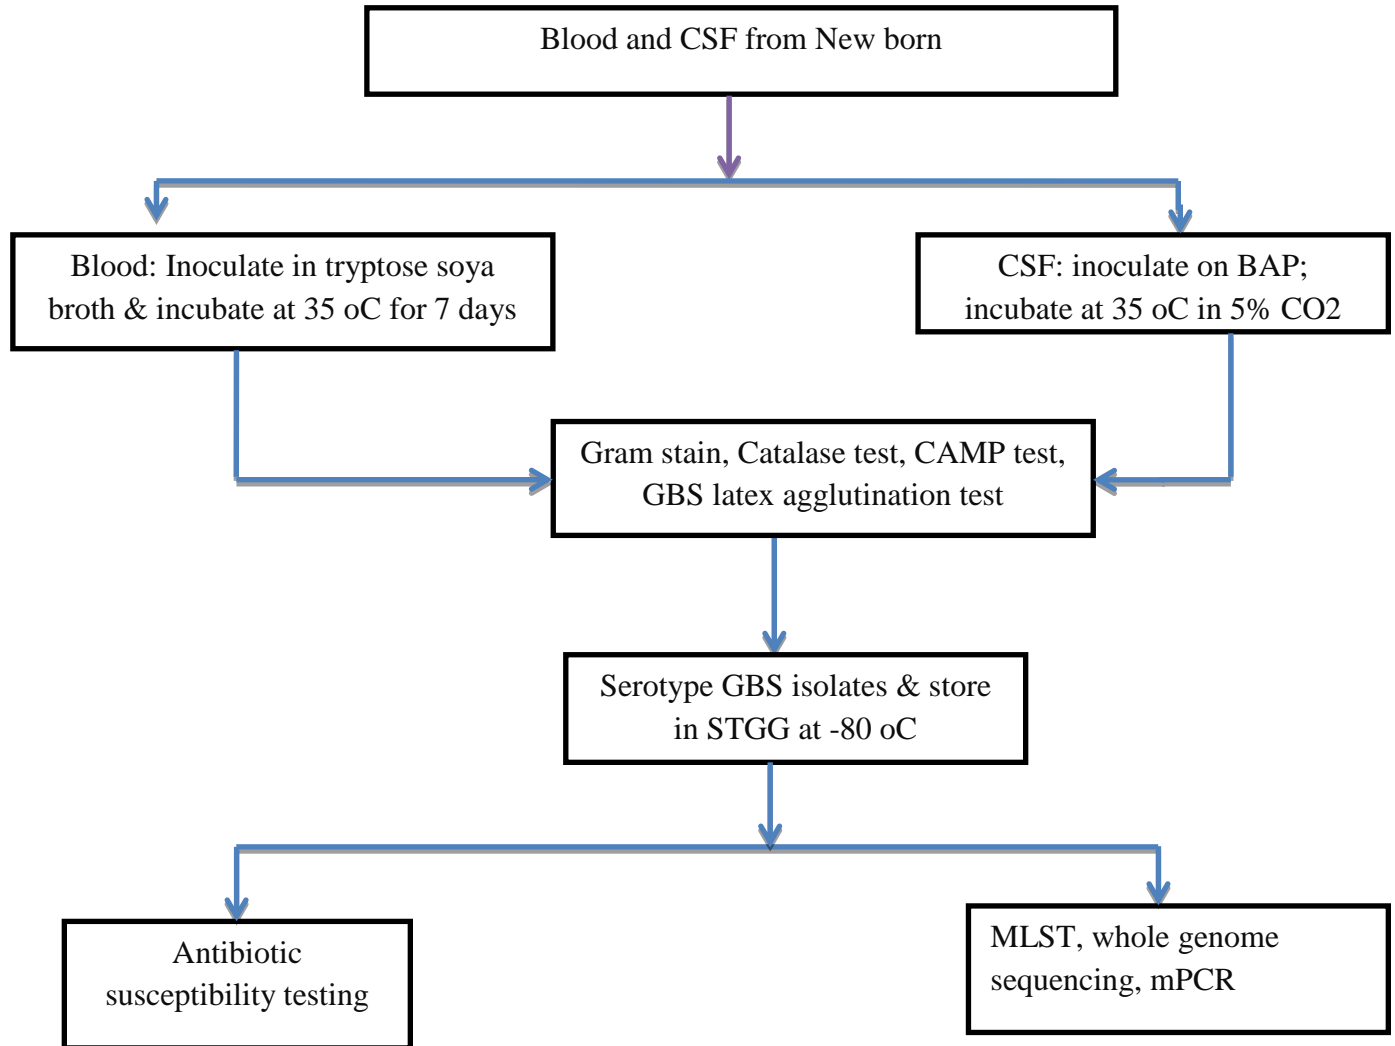 Blood and CSF from New born
Blood: Inoculate in tryptose soya
broth & incubate at 35 oC for 7 days
CSF: inoculate on BAP;
incubate at 35 oC in 5% CO2
Gram stain, Catalase test, CAMP test,
GBS latex agglutination test
Serotype GBS isolates & store
in STGG at -80 oC
Antibiotic
susceptibility testing
MLST, whole genome
sequencing, mPCR